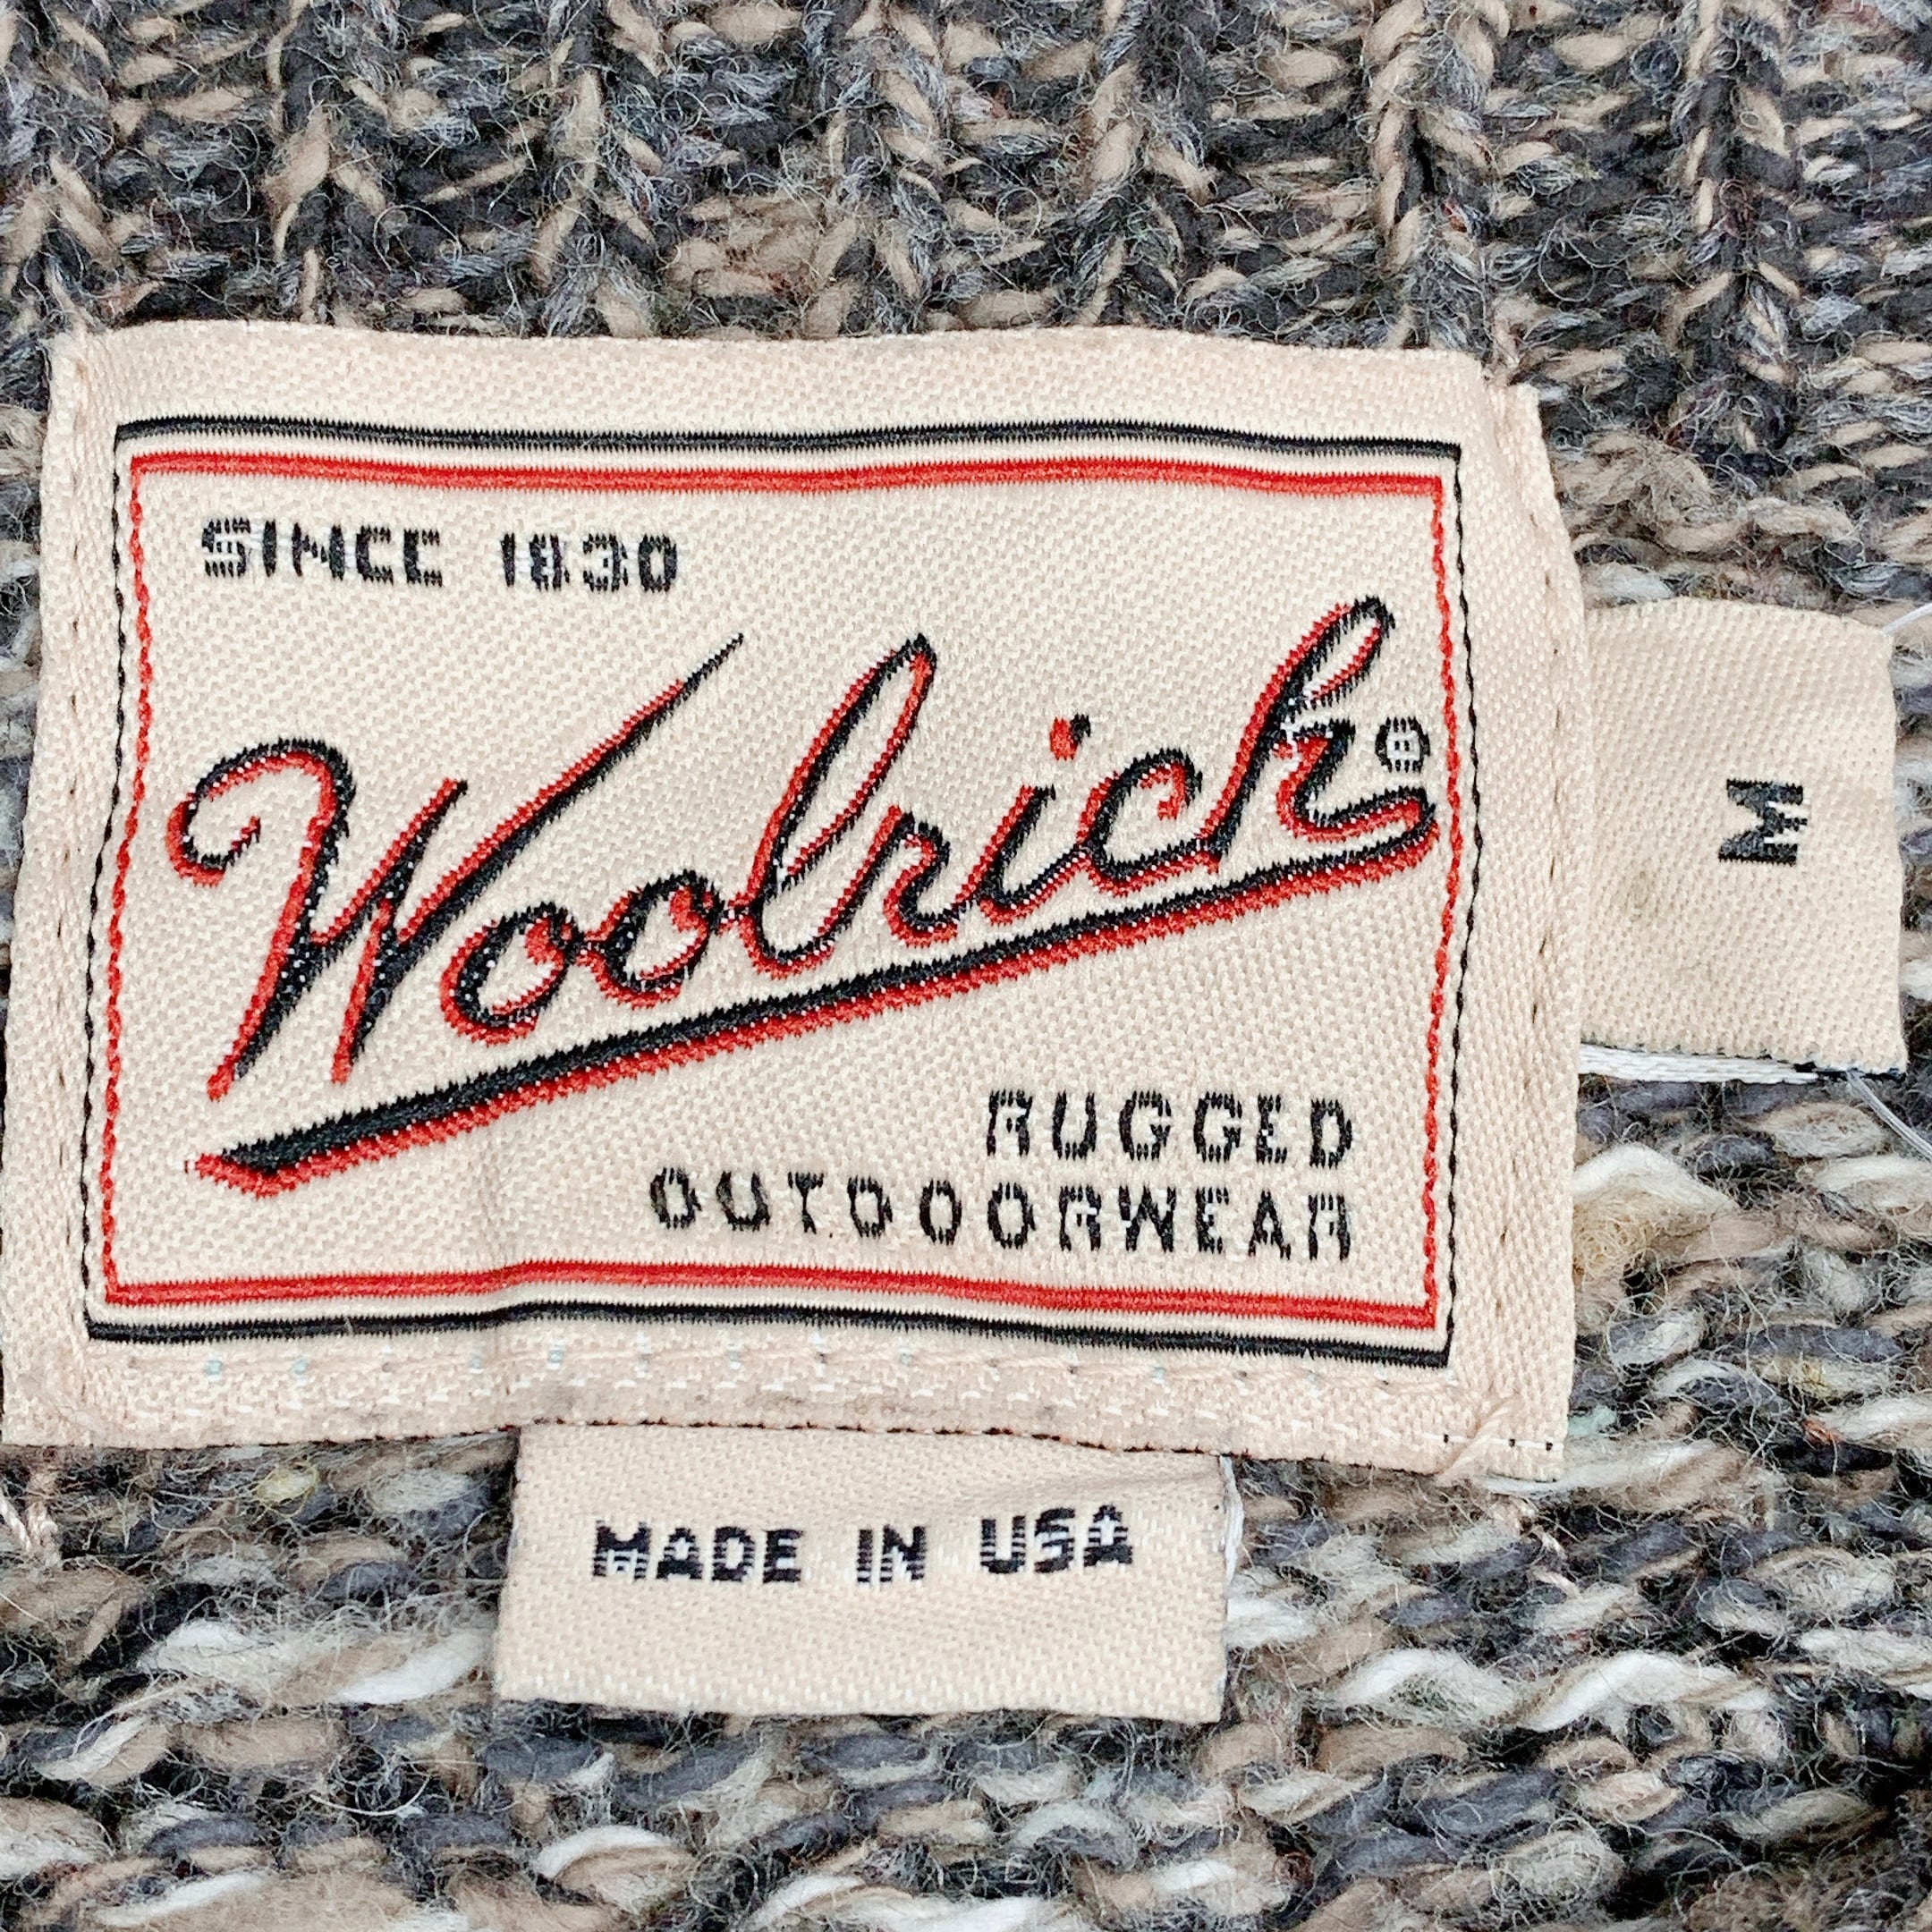 SINCE 1830
Woolrich®
M
RUGGED
OUTDOORWEAR
MADE IN USA